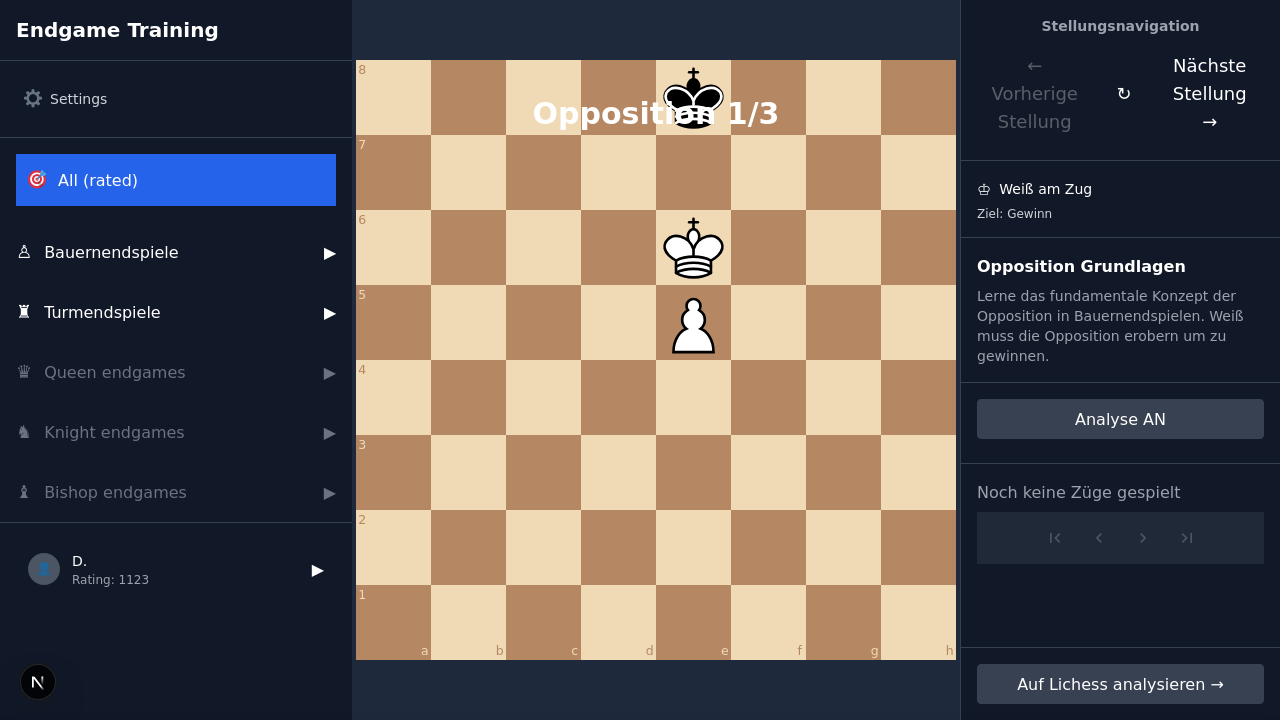 Endgame Training
Settings
All (rated)
♙ Bauernendspiele ▶
♜ Turmendspiele ▶
♛ Queen endgames ▶
♞ Knight endgames ▶
♝ Bishop endgames ▶
D.
Rating: 1123
▶
N
8
Opposition 1/3
7
6
5
4
3
2
1
a b c d e f g h
Stellungsnavigation
←
Vorherige
Stellung
↻
Nächste
Stellung
→
♔ Weiß am Zug
Ziel: Gewinn
Opposition Grundlagen
Lerne das fundamentale Konzept der
Opposition in Bauernendspielen. Weiß
muss die Opposition erobern um zu
gewinnen.
Analyse AN
Noch keine Züge gespielt
Auf Lichess analysieren →